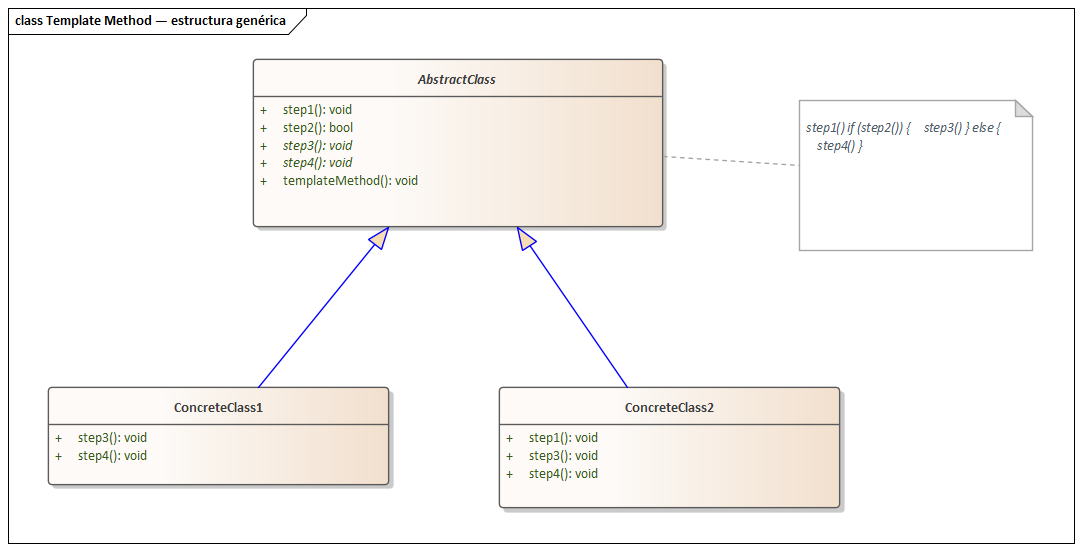 class Template Method — estructura genérica
AbstractClass
+ step1(): void
+ step2(): bool
+ step3(): void
+ step4(): void
+ templateMethod(): void
step1() if (step2()) { step3() } else {
step4() }
ConcreteClass1
+ step3(): void
+ step4(): void
ConcreteClass2
+ step1(): void
+ step3(): void
+ step4(): void